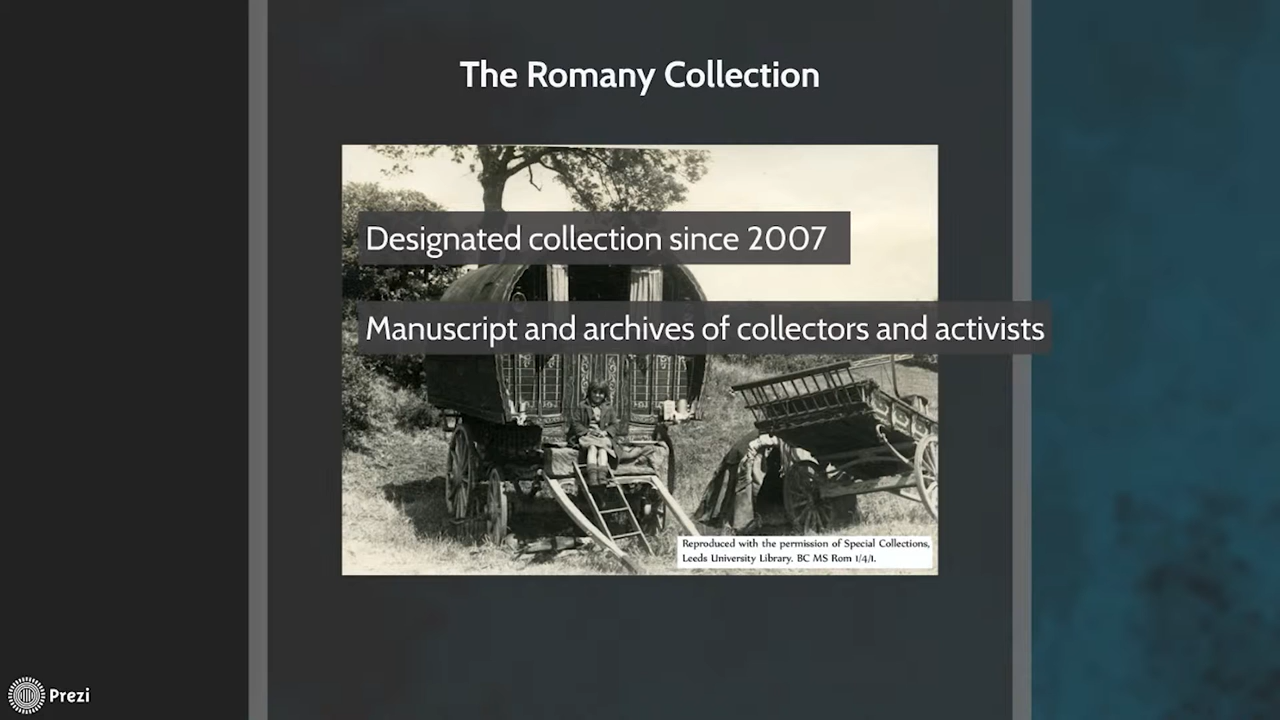 The Romany Collection
Designated collection since 2007
Manuscript and archives of collectors and activists
Reproduced with the permission of Special Collections,
Leeds University Library. BC MS Rom 1/4/1.
Prezi